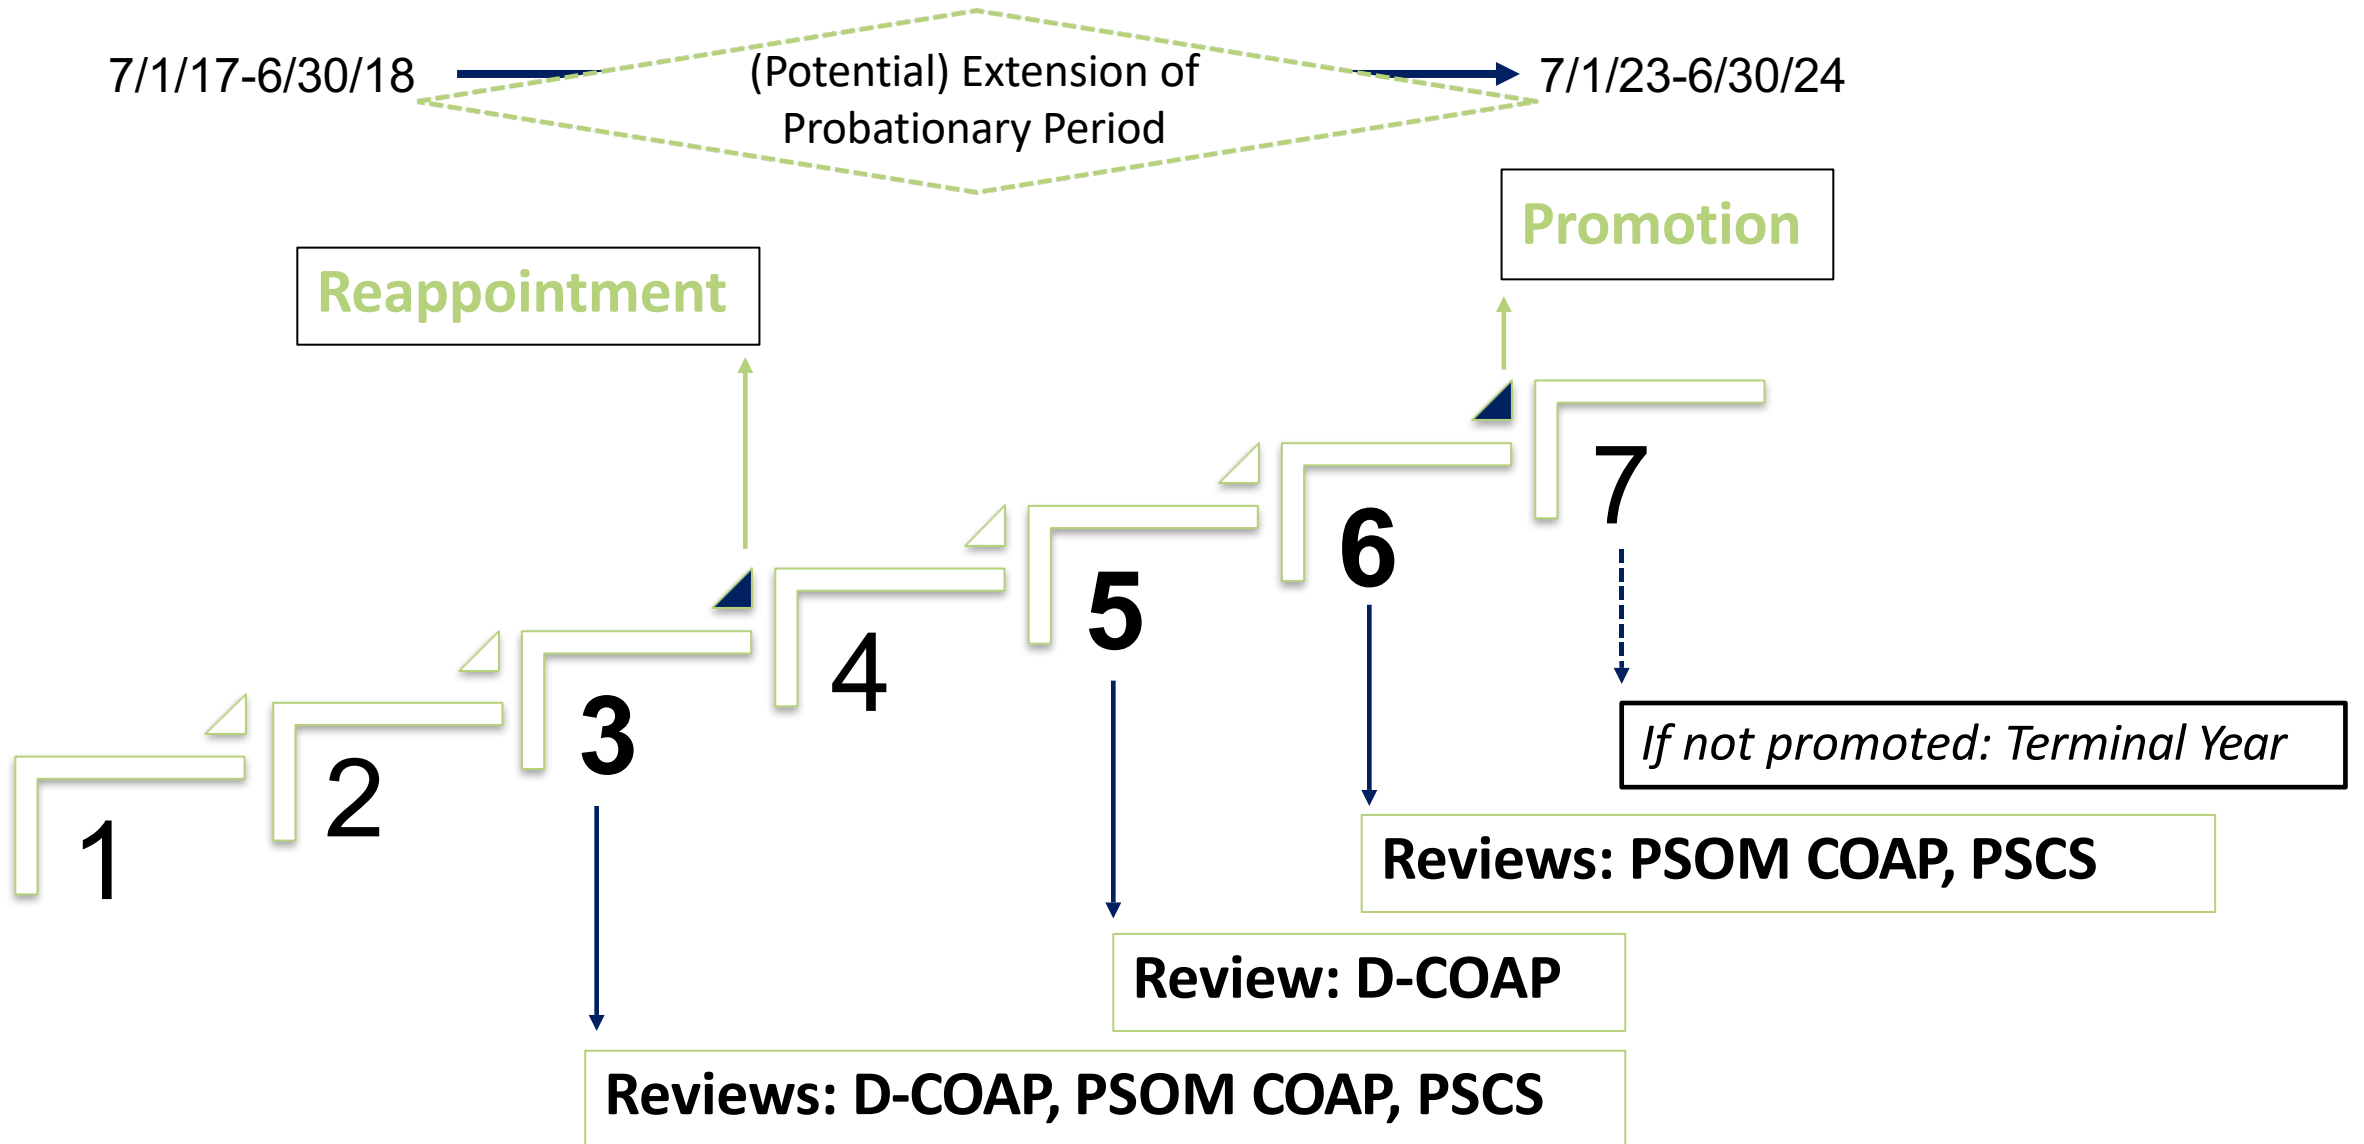 7/1/17-6/30/18
(Potential) Extension of
Probationary Period
7/1/23-6/30/24
Promotion
Reappointment
1
2
3
4
5
6
7
If not promoted: Terminal Year
Reviews: PSOM COAP, PSCS
Review: D-COAP
Reviews: D-COAP, PSOM COAP, PSCS